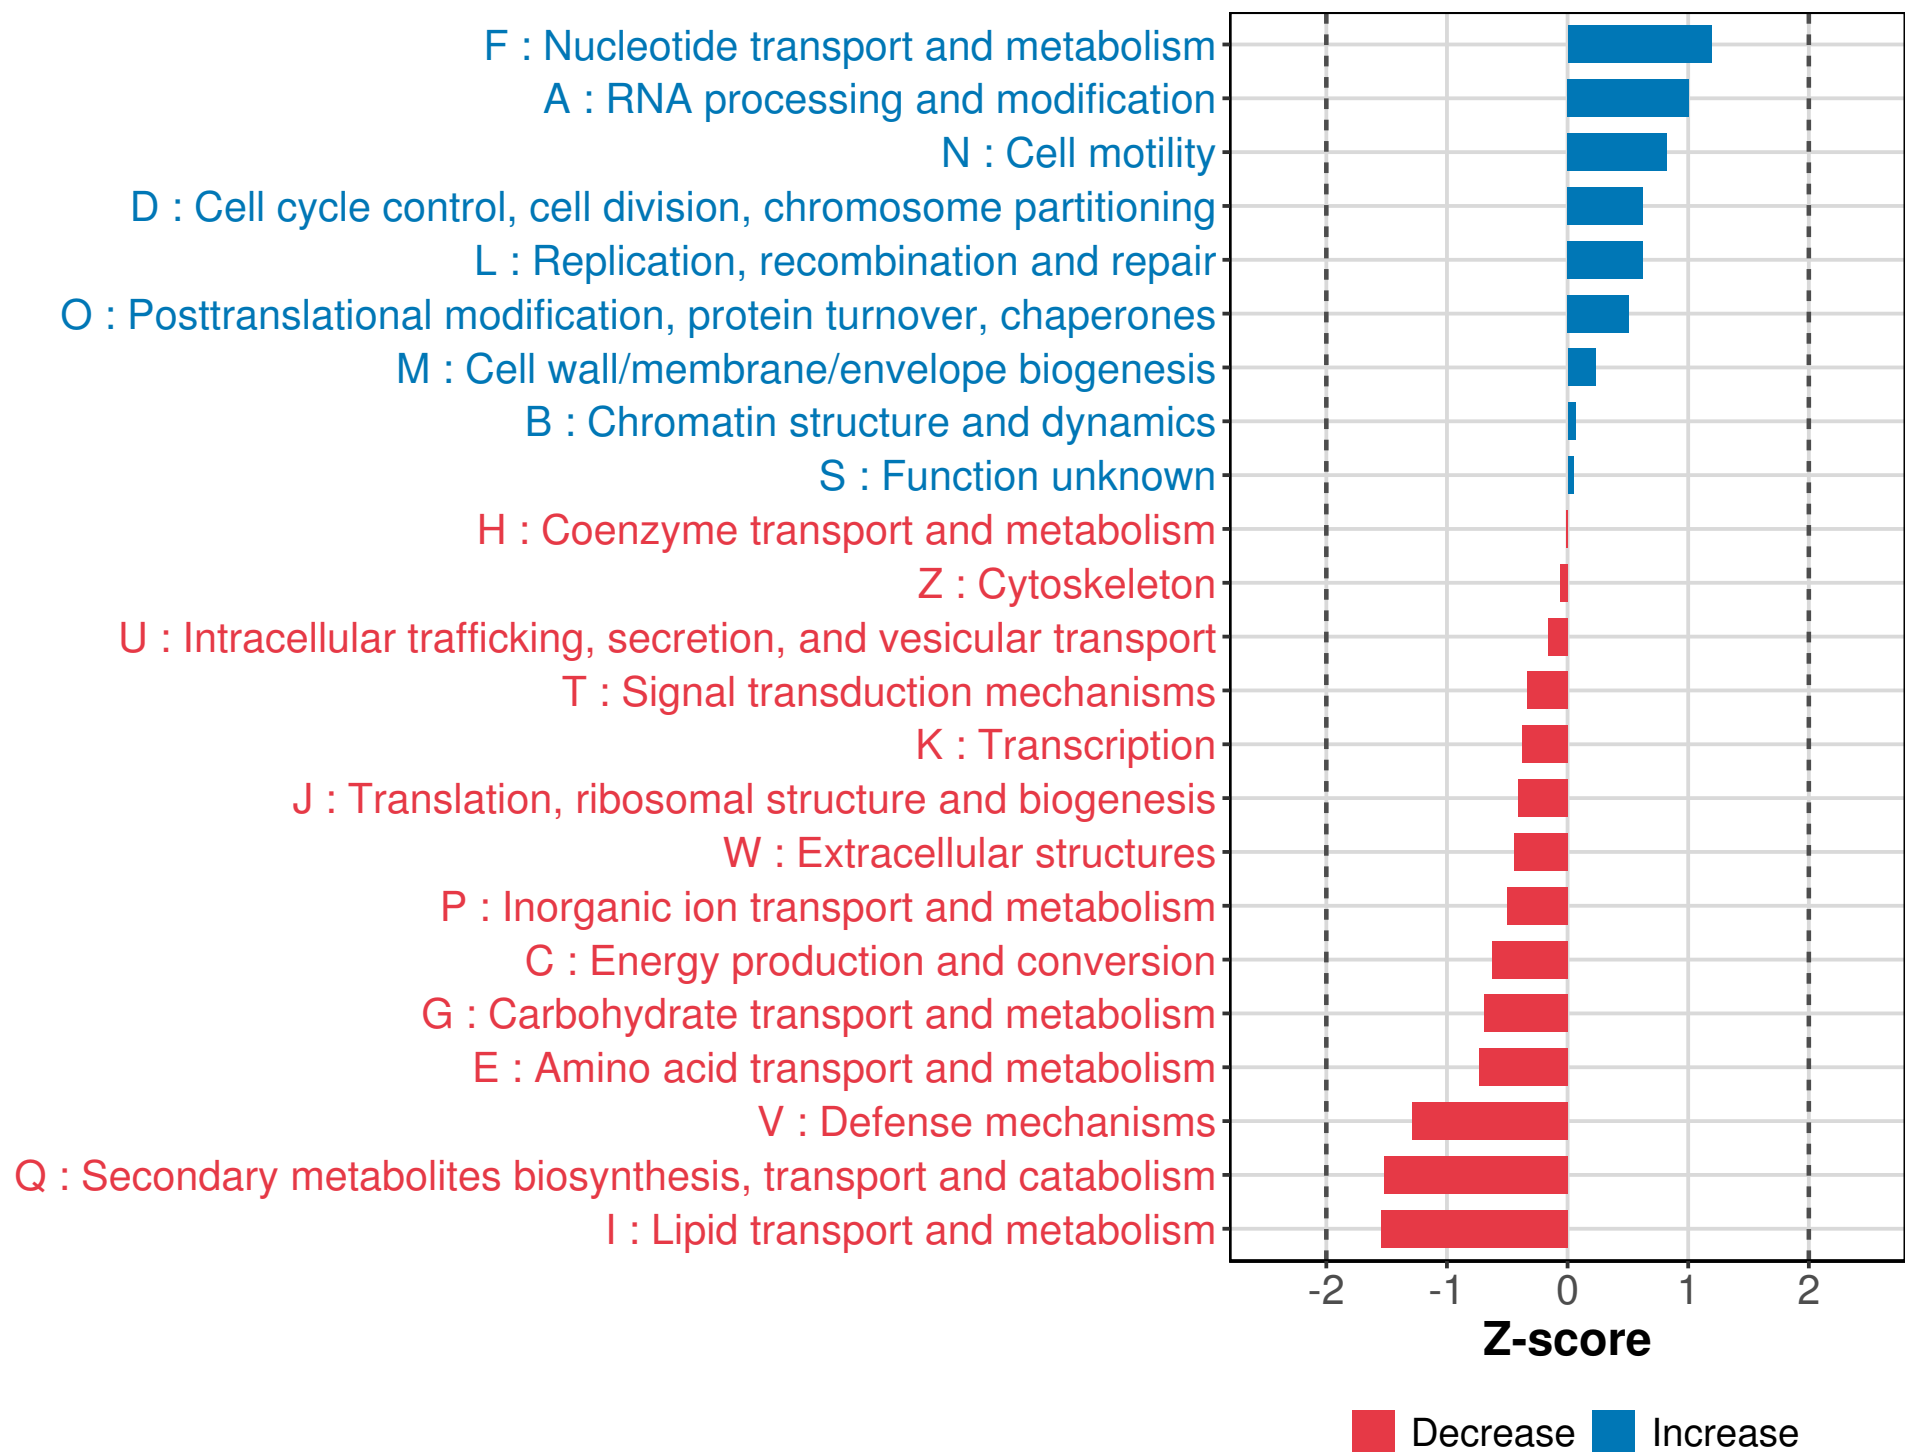 F : Nucleotide transport and metabolism
A : RNA processing and modification
N : Cell motility
D : Cell cycle control, cell division, chromosome partitioning
L : Replication, recombination and repair
O : Posttranslational modification, protein turnover, chaperones
M : Cell wall/membrane/envelope biogenesis
B : Chromatin structure and dynamics
S : Function unknown
H : Coenzyme transport and metabolism
Z : Cytoskeleton
U : Intracellular trafficking, secretion, and vesicular transport
T : Signal transduction mechanisms
K : Transcription
J : Translation, ribosomal structure and biogenesis
W : Extracellular structures
P : Inorganic ion transport and metabolism
C : Energy production and conversion
G : Carbohydrate transport and metabolism
E : Amino acid transport and metabolism
V : Defense mechanisms
Q : Secondary metabolites biosynthesis, transport and catabolism
I : Lipid transport and metabolism
-2 -1 0 1 2
Z-score
Decrease Increase